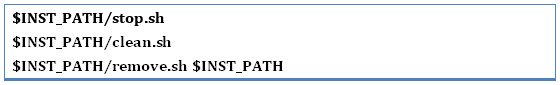 $INST_PATH/stop.sh
$INST_PATH/clean.sh
$INST_PATH/remove.sh $INST_PATH